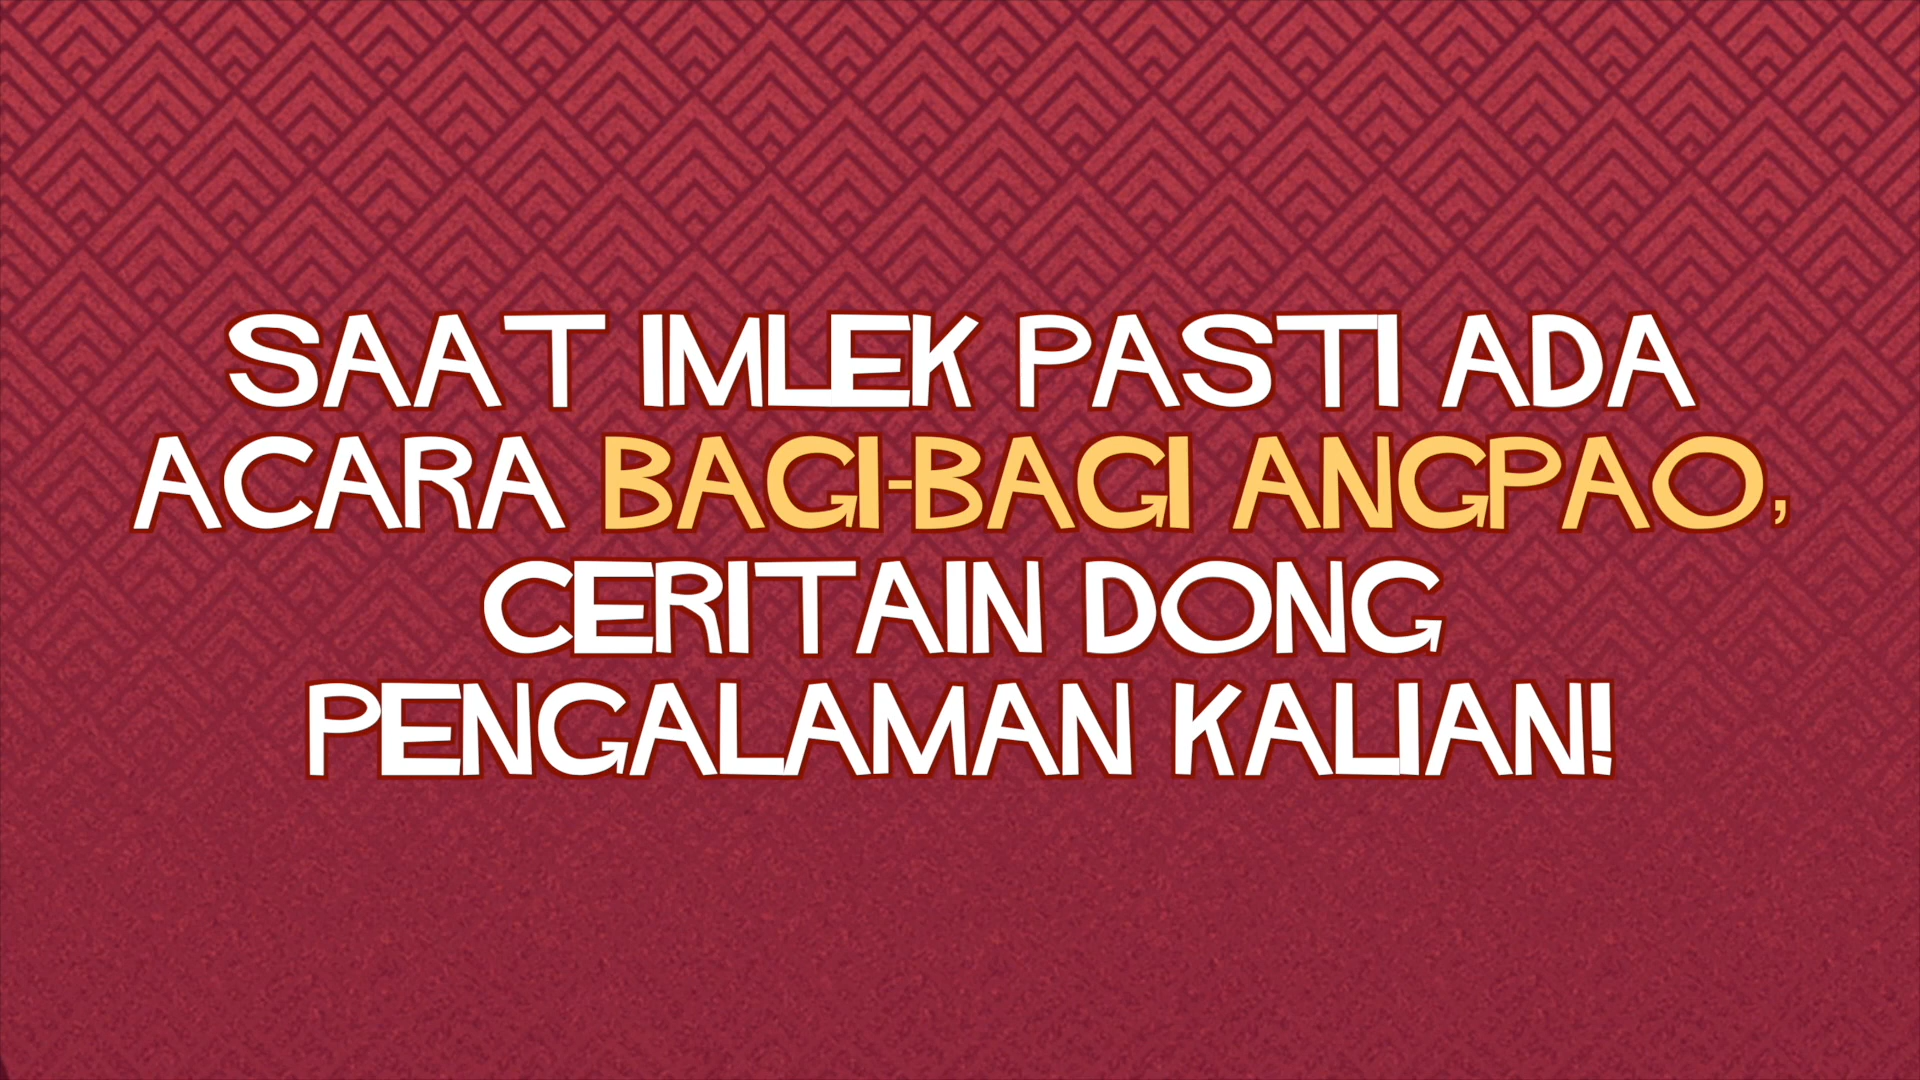 SAAT IMLEK PASTI ADA
ACARA BAGI-BAGI ANGPAO,
CERITAIN DONG
PENGALAMAN KALIAN!